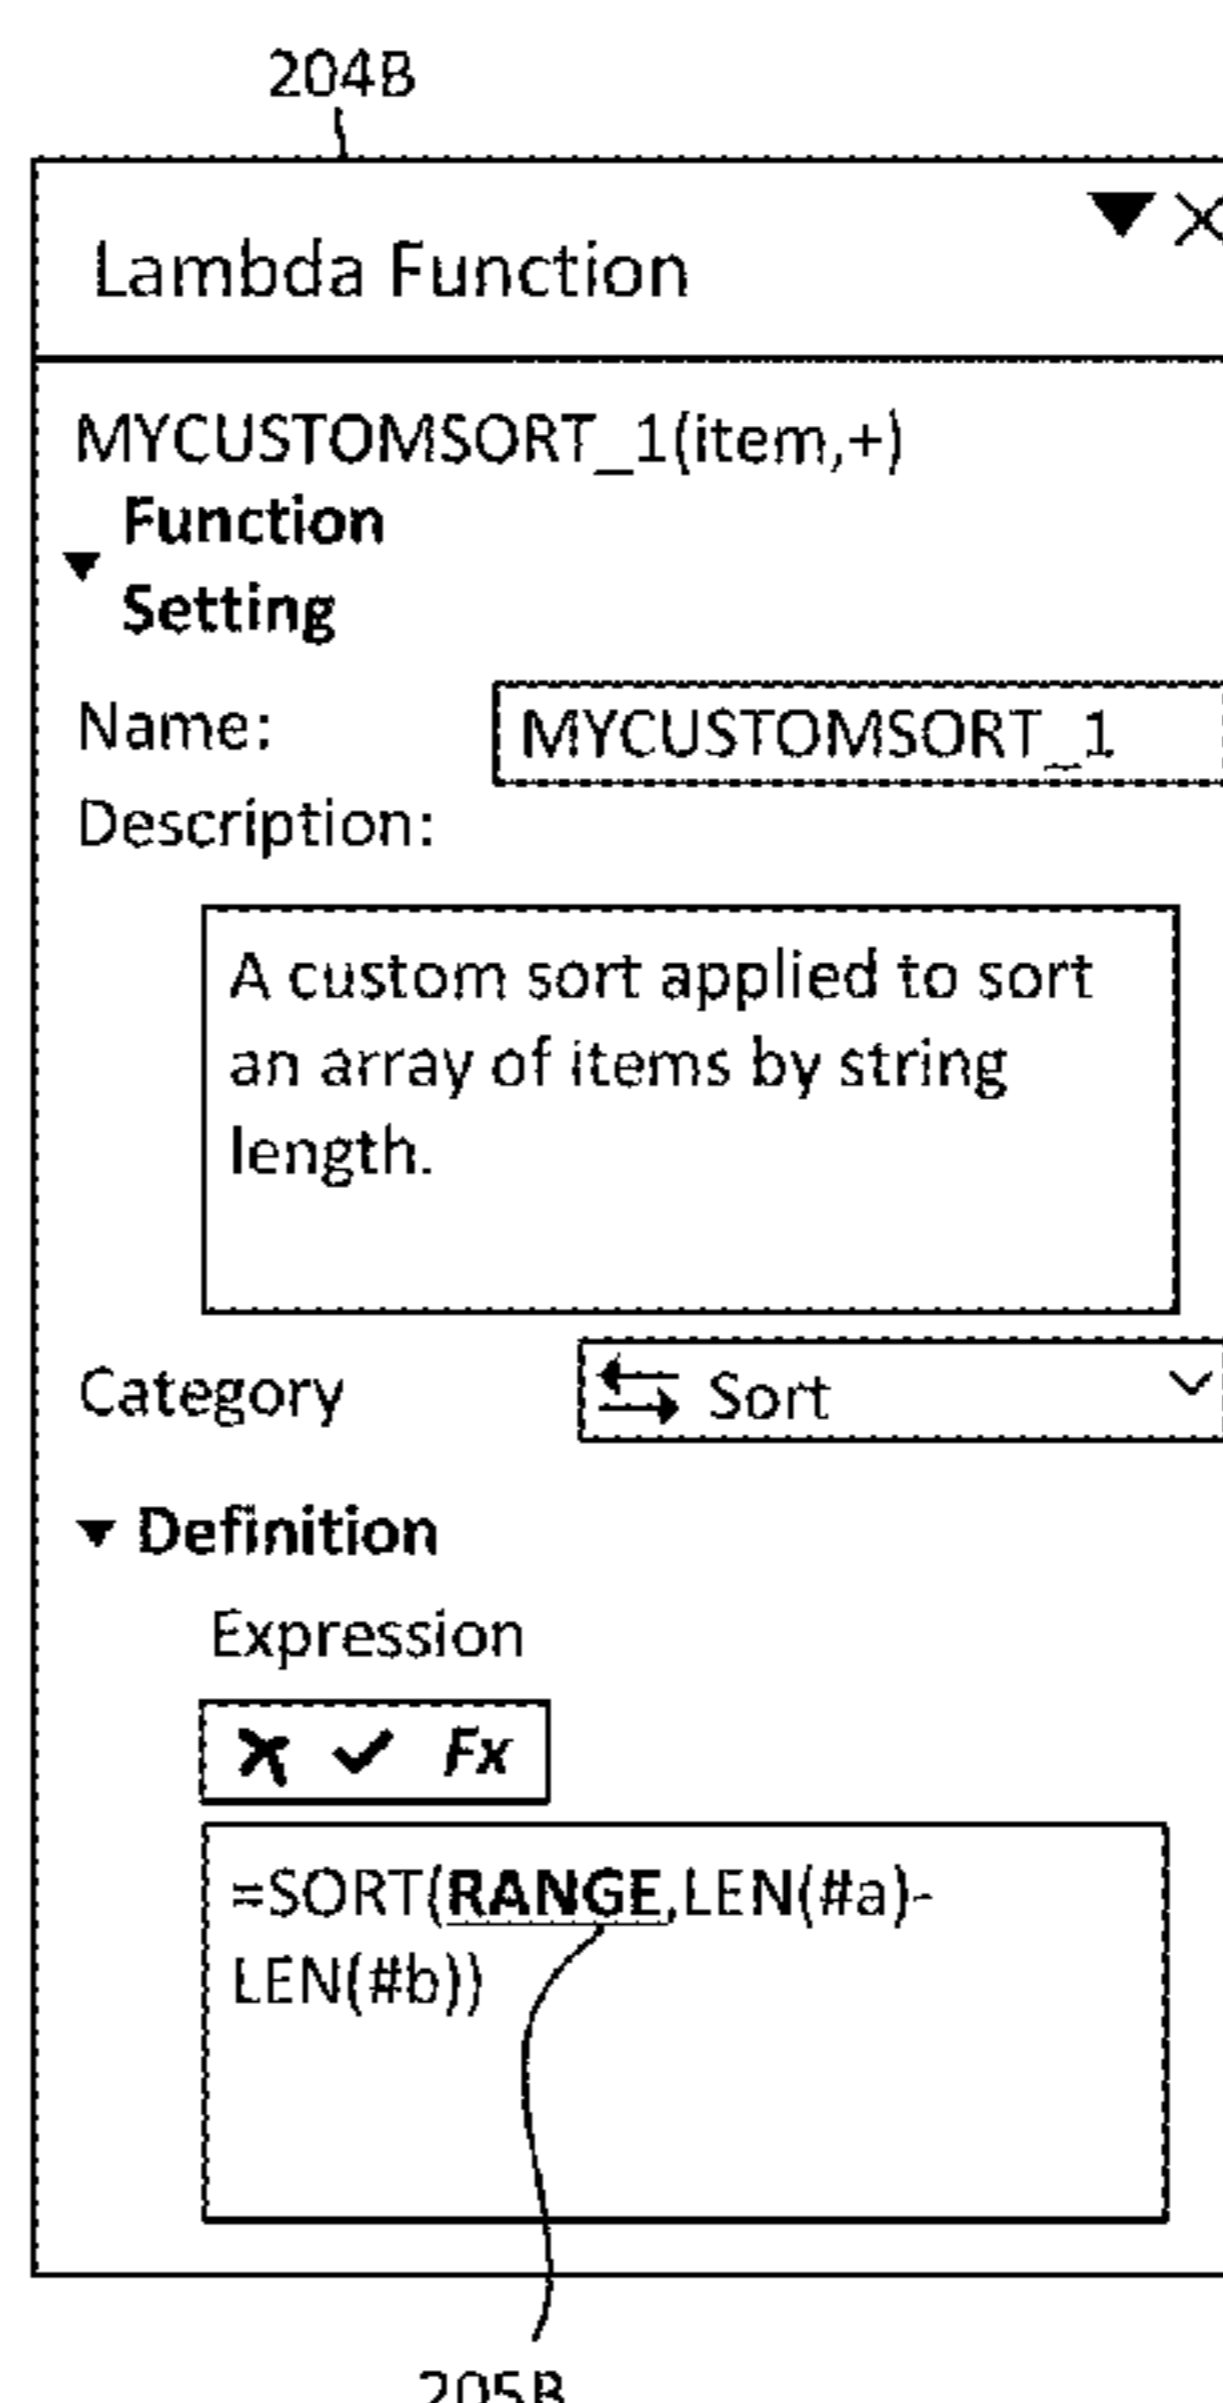 204B
Lambda Function
MYCUSTOMSORT_1(item,+)
Function
Setting
Name: MYCUSTOMSORT_1
Description:
A custom sort applied to sort
an array of items by string
length.
Category Sort
Definition
Expression
Fx
=SORT(RANGE,LEN(#a)-
LEN(#b))
205B